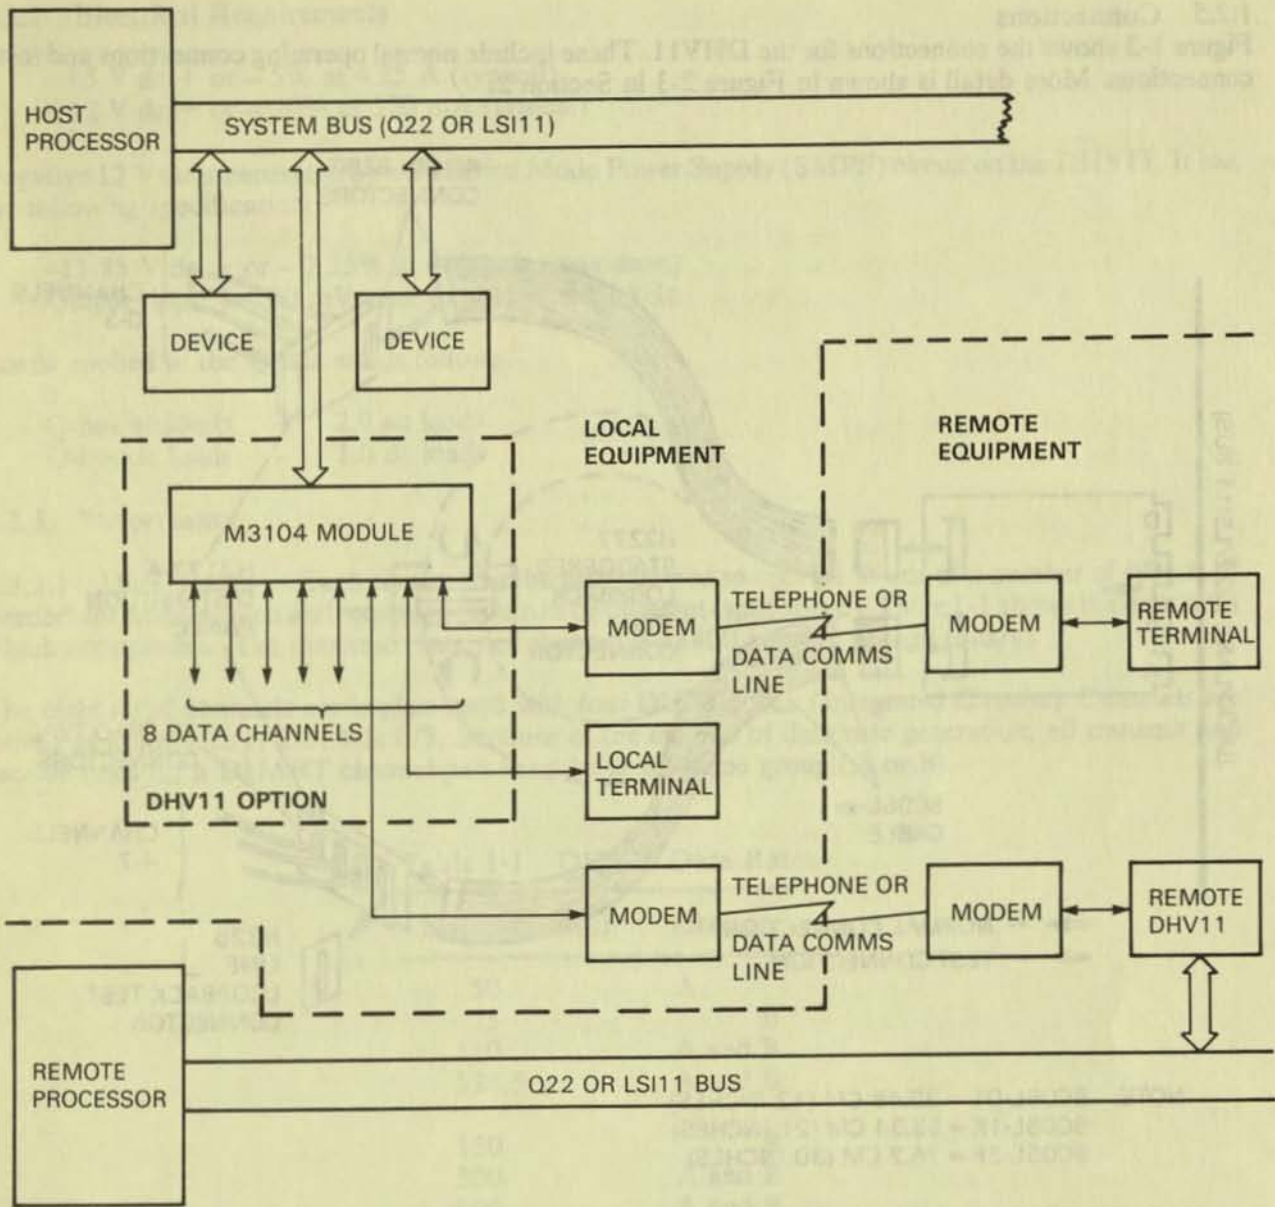 HOST
PROCESSOR
SYSTEM BUS (Q22 OR LSI11)
DEVICE
DEVICE
LOCAL
EQUIPMENT
REMOTE
EQUIPMENT
M3104 MODULE
MODEM
TELEPHONE OR
DATA COMMS
LINE
MODEM
REMOTE
TERMINAL
8 DATA CHANNELS
LOCAL
TERMINAL
DHV11 OPTION
MODEM
TELEPHONE OR
DATA COMMS
LINE
MODEM
REMOTE
DHV11
REMOTE
PROCESSOR
Q22 OR LSI11 BUS